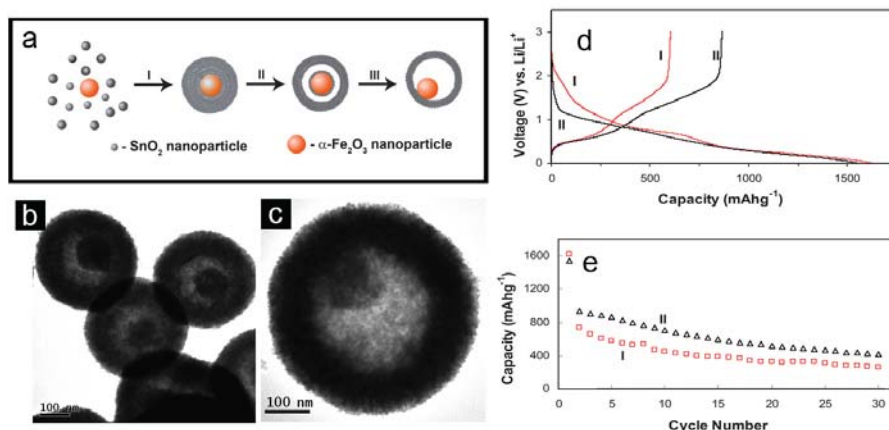 a
I
II
III
- SnO2 nanoparticle
- α-Fe2O3 nanoparticle
b
100 nm
c
100 nm
d
I
II
I
II
3
2
1
0
Voltage (V) vs. Li/Li+
0
500
1000
1500
Capacity (mAhg-1)
e
II
I
1600
1200
800
400
0
Capacity (mAhg-1)
0
5
10
15
20
25
30
Cycle Number